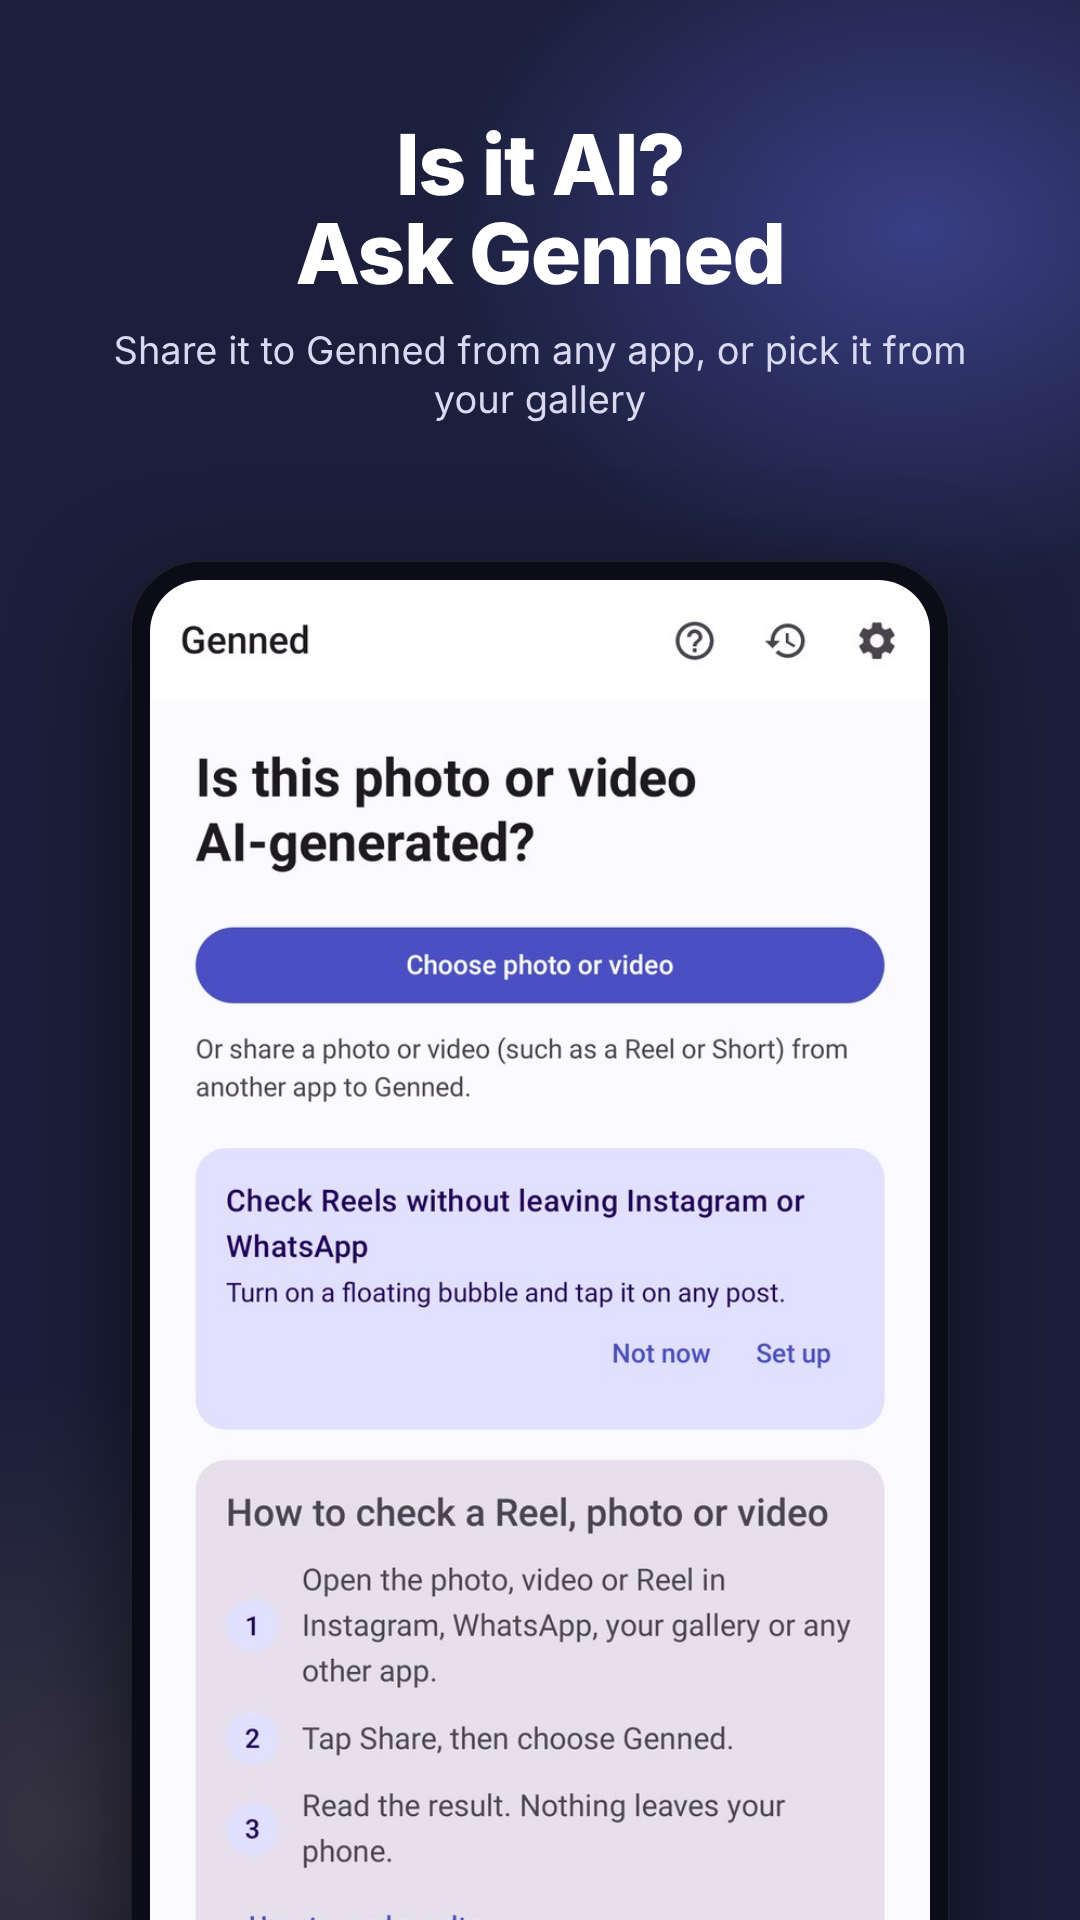 Is it AI?
Ask Genned
Share it to Genned from any app, or pick it from
your gallery
Genned
Is this photo or video
AI-generated?
Choose photo or video
Or share a photo or video (such as a Reel or Short) from
another app to Genned.
Check Reels without leaving Instagram or
WhatsApp
Turn on a floating bubble and tap it on any post.
Not now Set up
How to check a Reel, photo or video
Open the photo, video or Reel in
1 Instagram, WhatsApp, your gallery or any
other app.
2 Tap Share, then choose Genned.
Read the result. Nothing leaves your
3
phone.